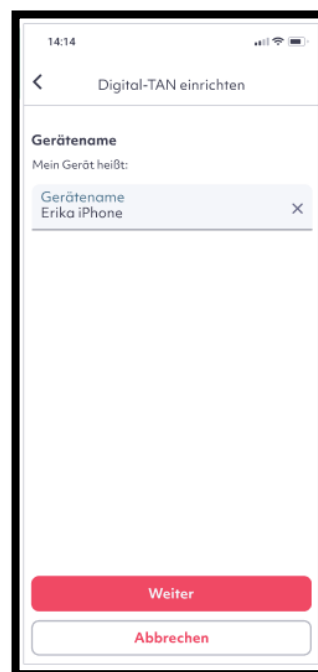 14:14
Digital-TAN einrichten
Gerätename
Mein Gerät heißt:
Gerätename
Erika iPhone
Weiter
Abbrechen